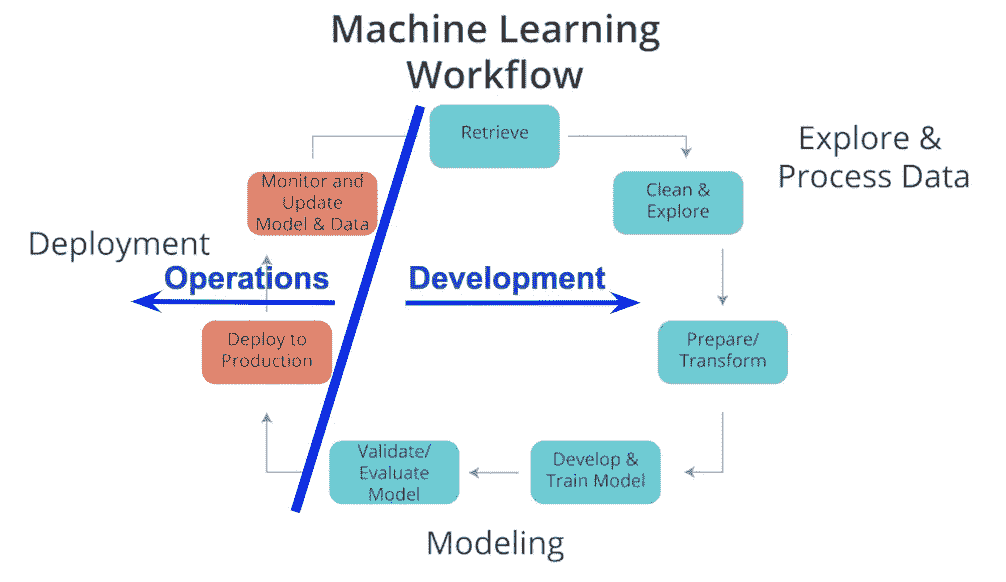 Machine Learning
Workflow
Retrieve
Explore &
Process Data
Clean &
Explore
Monitor and
Update
Model & Data
Deployment
Operations
Development
Deploy to
Production
Prepare/
Transform
Validate/
Evaluate
Model
Develop &
Train Model
Modeling